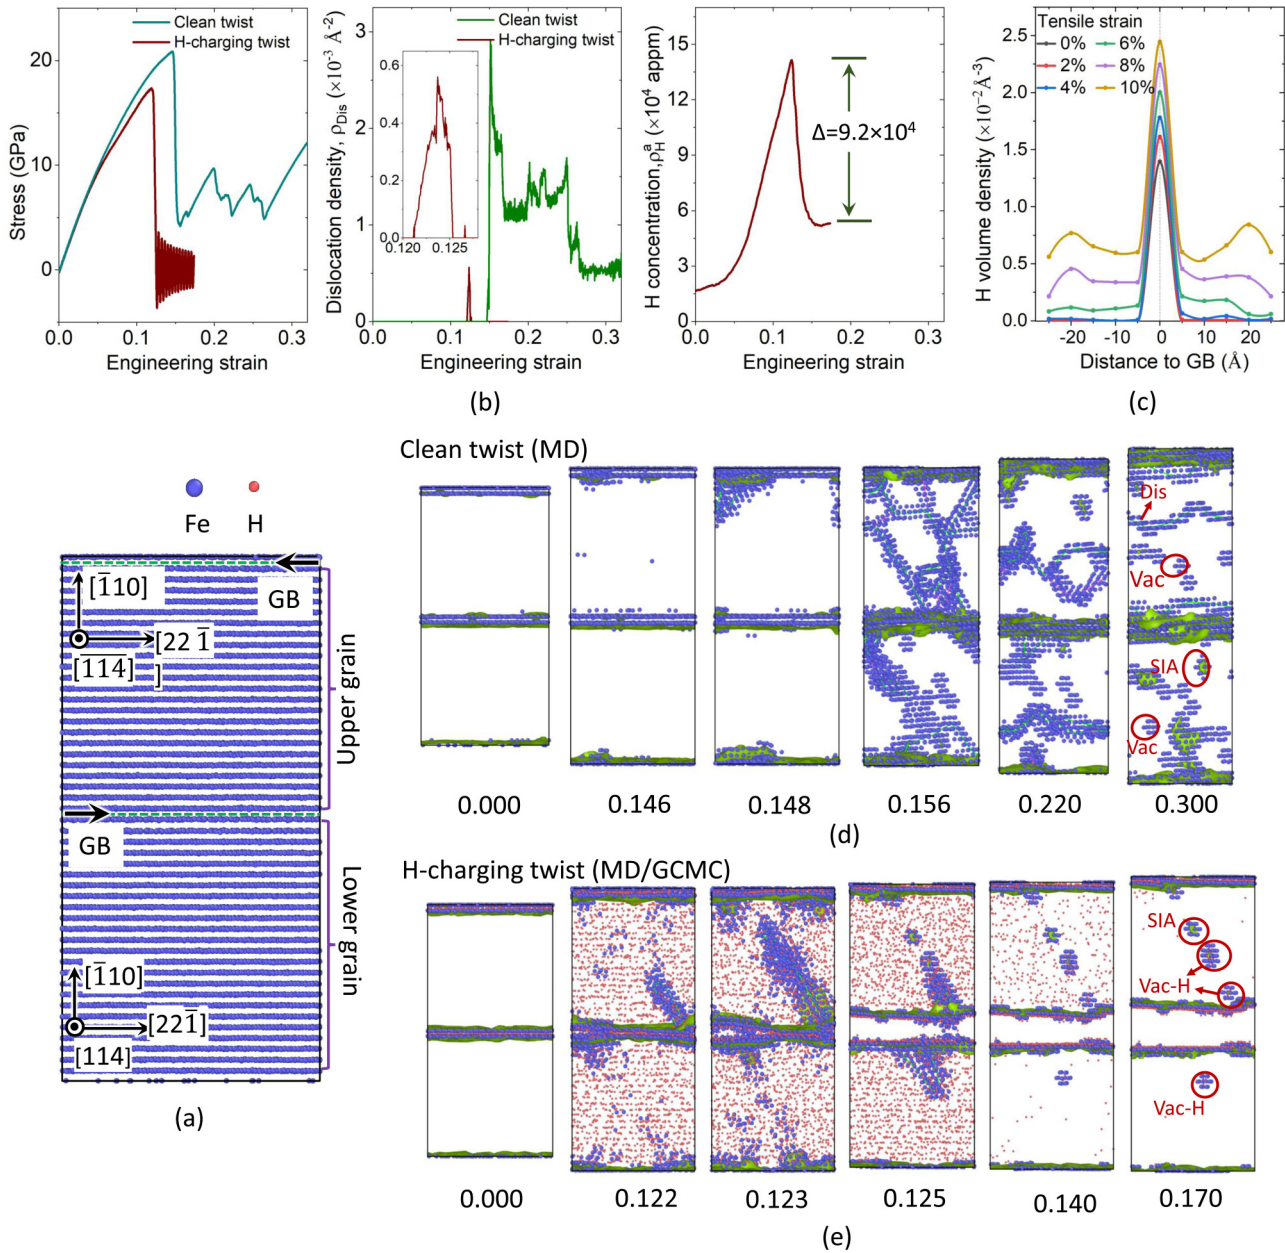 Clean twist
H-charging twist
Stress (GPa)
20
10
0
0.0
0.1
0.2
0.3
Engineering strain
Clean twist
H-charging twist
Dislocation density, ρDis (×10⁻³ Å⁻²)
3
2
1
0
0.0
0.1
0.2
0.3
Engineering strain
0.6
0.4
0.2
0.0
0.120
0.125
H concentration,ρᵃH (×10⁴ appm)
15
12
9
6
3
0
0.0
0.1
0.2
0.3
Engineering strain
Δ=9.2×10⁴
(b)
Tensile strain
0%
6%
2%
8%
4%
10%
H volume density (×10⁻²Å⁻³)
2.5
2.0
1.5
1.0
0.5
0.0
-20
-10
0
10
20
Distance to GB (Å)
(c)
Fe
H
GB
[1̅10]
[22 1̅
]
[1̅1̅4̅]
Upper grain
GB
Lower grain
[1̅10]
[221̅]
[114]
(a)
Clean twist (MD)
Dis
Vac
SIA
Vac
0.000
0.146
0.148
0.156
0.220
0.300
(d)
H-charging twist (MD/GCMC)
SIA
Vac-H
Vac-H
0.000
0.122
0.123
0.125
0.140
0.170
(e)